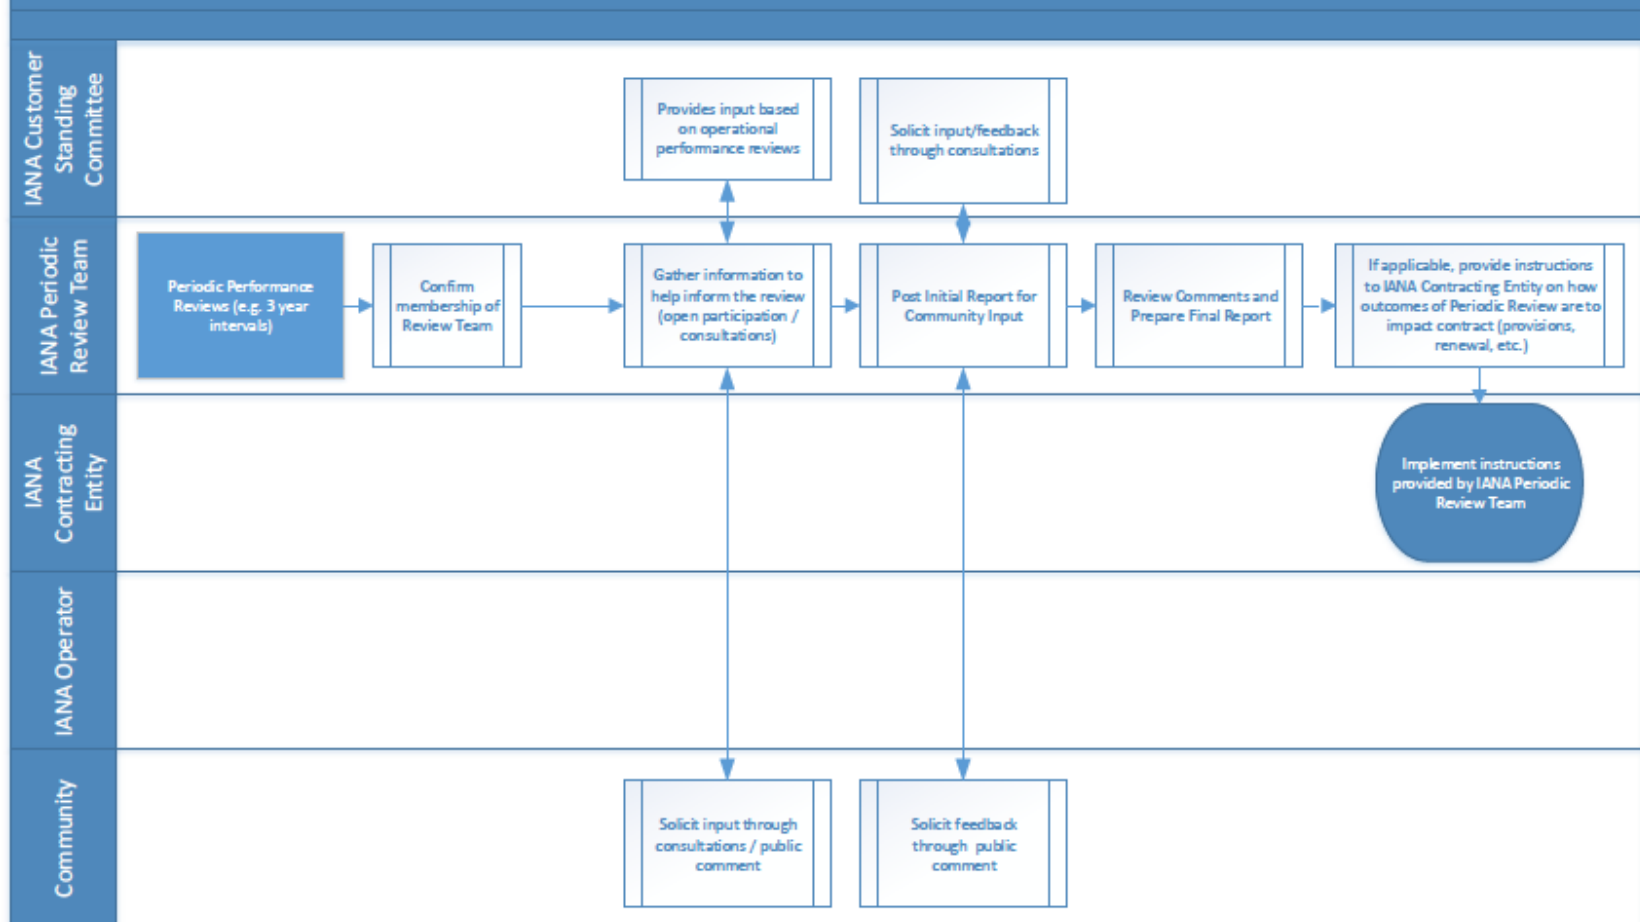 IANA Customer
Standing
Committee
Provides input based
on operational
performance reviews
Solicit input/feedback
through consultations
IANA Periodic
Review Team
Periodic Performance
Reviews (e.g. 3 year
intervals)
Confirm
membership of
Review Team
Gather information to
help inform the review
(open participation /
consultations)
Post Initial Report for
Community Input
Review Comments and
Prepare Final Report
If applicable, provide instructions
to IANA Contracting Entity on how
outcomes of Periodic Review are to
impact contract (provisions,
renewal, etc.)
IANA
Contracting
Entity
Implement instructions
provided by IANA Periodic
Review Team
IANA Operator
Community
Solicit input through
consultations / public
comment
Solicit feedback
through public
comment